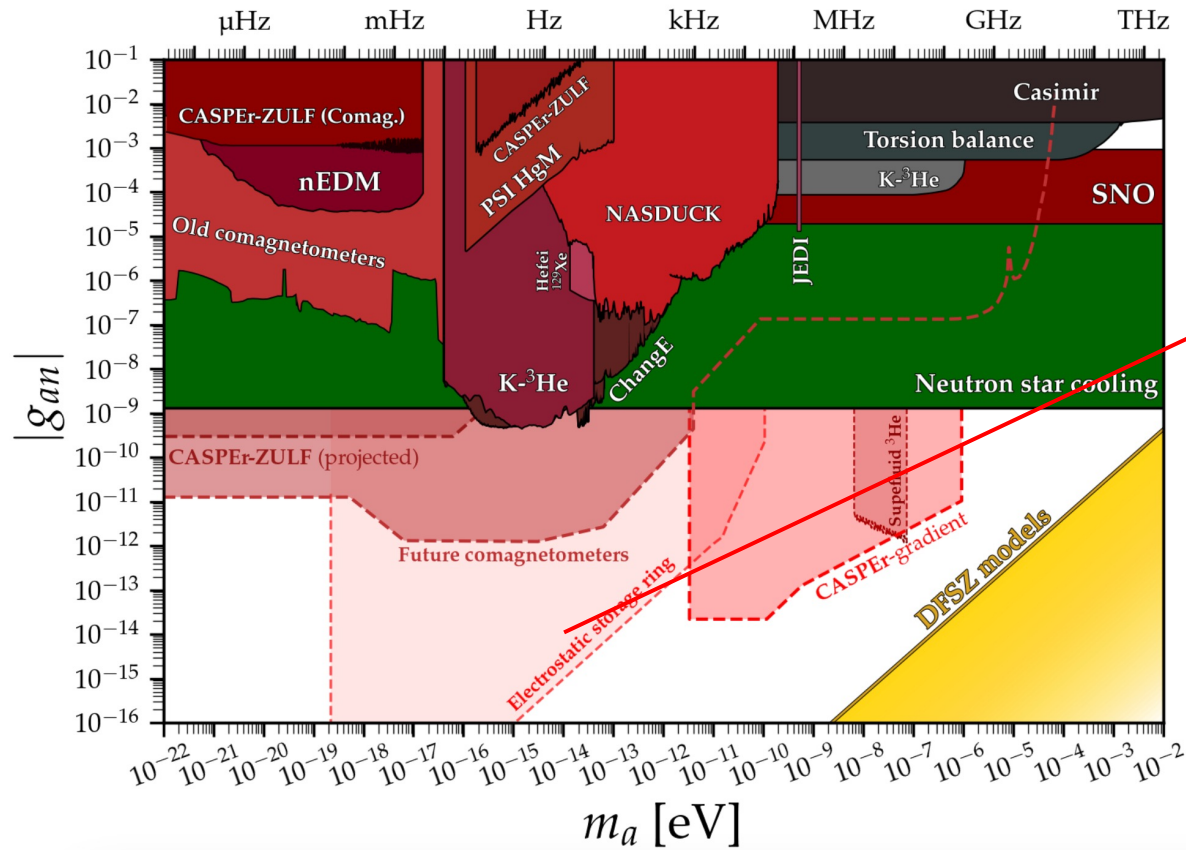 µHz mHz Hz kHz MHz GHz THz
10⁻¹
10⁻²
10⁻³
10⁻⁴
10⁻⁵
10⁻⁶
10⁻⁷
10⁻⁸
10⁻⁹
10⁻¹⁰
10⁻¹¹
10⁻¹²
10⁻¹³
10⁻¹⁴
10⁻¹⁵
10⁻¹⁶
|gₐₙ|
CASPEr-ZULF (Comag.)
nEDM
Old comagnetometers
CASPEr-ZULF
PSI HgM
NASDUCK
Hefei
¹²⁹Xe
K-³He
ChangE
Casimir
Torsion balance
K-³He
SNO
JEDI
Neutron star cooling
CASPEr-ZULF (projected)
Future comagnetometers
Electrostatic storage ring
Supefluid ³He
CASPEr-gradient
DFSZ models
10⁻²² 10⁻²¹ 10⁻²⁰ 10⁻¹⁹ 10⁻¹⁸ 10⁻¹⁷ 10⁻¹⁶ 10⁻¹⁵ 10⁻¹⁴ 10⁻¹³ 10⁻¹² 10⁻¹¹ 10⁻¹⁰ 10⁻⁹ 10⁻⁸ 10⁻⁷ 10⁻⁶ 10⁻⁵ 10⁻⁴ 10⁻³ 10⁻²
mₐ [eV]